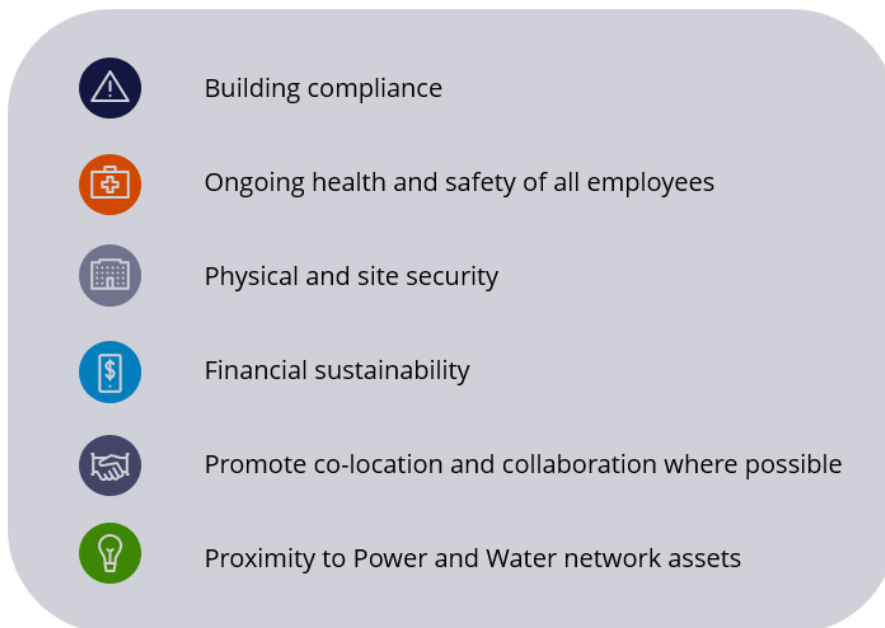 Building compliance
Ongoing health and safety of all employees
Physical and site security
Financial sustainability
Promote co-location and collaboration where possible
Proximity to Power and Water network assets